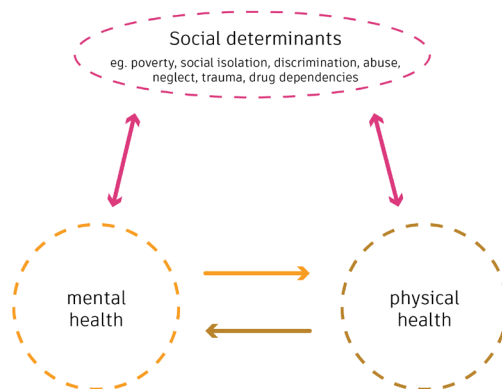 Social determinants
eg. poverty, social isolation, discrimination, abuse,
neglect, trauma, drug dependencies
mental
health
physical
health